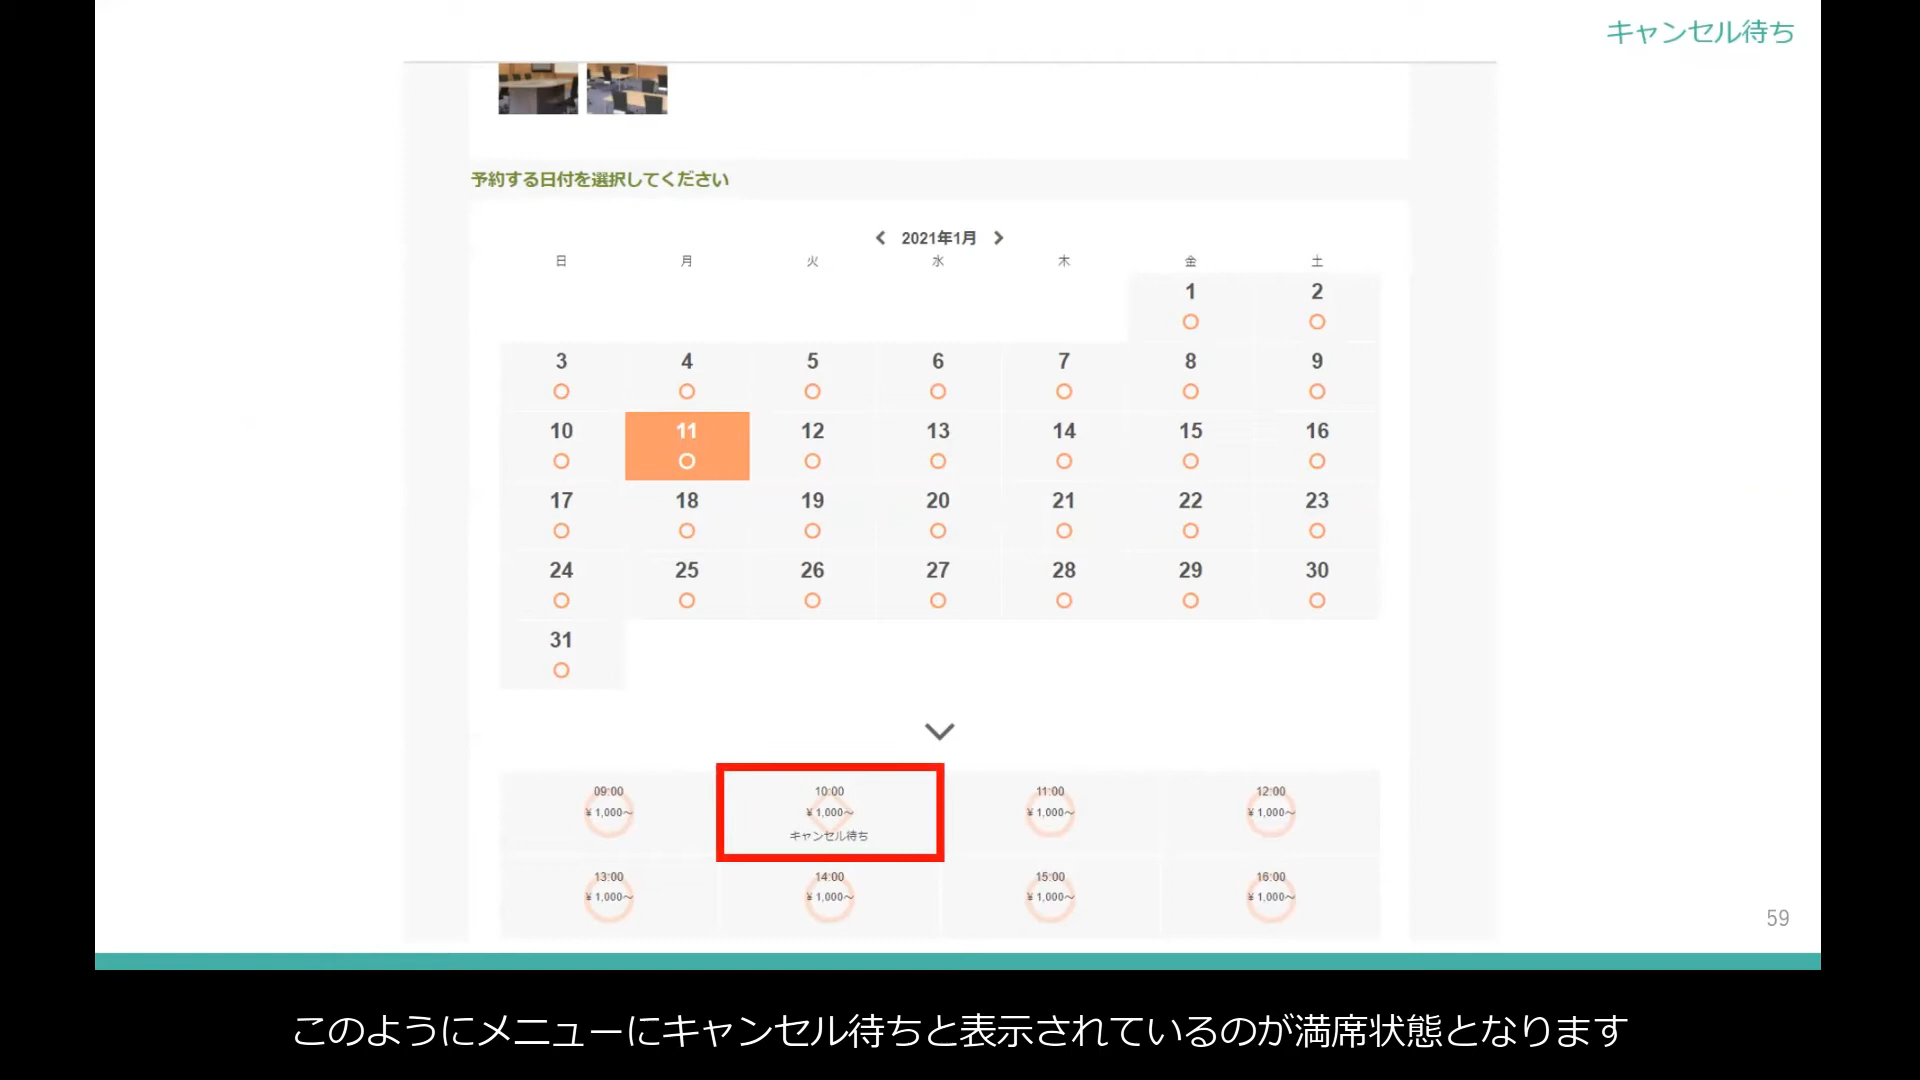 キャンセル待ち
予約する日付を選択してください
2021年1月
日 月 火 水 木 金 土
1 2
3 4 5 6 7 8 9
10 11 12 13 14 15 16
17 18 19 20 21 22 23
24 25 26 27 28 29 30
31
09:00 10:00 11:00 12:00
¥ 1,000～ ¥ 1,000～ ¥ 1,000～ ¥ 1,000～
キャンセル待ち
13:00 14:00 15:00 16:00
¥ 1,000～ ¥ 1,000～ ¥ 1,000～ ¥ 1,000～
59
このようにメニューにキャンセル待ちと表示されているのが満席状態となります